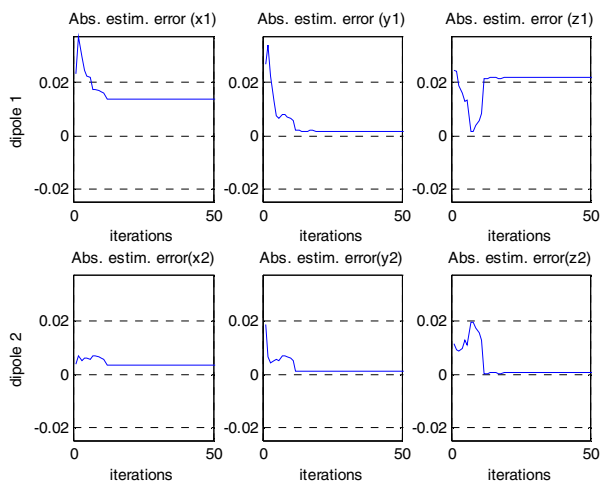 Abs. estim. error (x1) Abs. estim. error (y1) Abs. estim. error (z1)
dipole 1
0.02 0.02 0.02
0 0 0
-0.02 -0.02 -0.02
0 50 0 50 0 50
iterations iterations iterations
Abs. estim. error(x2) Abs. estim. error(y2) Abs. estim. error(z2)
dipole 2
0.02 0.02 0.02
0 0 0
-0.02 -0.02 -0.02
0 50 0 50 0 50
iterations iterations iterations